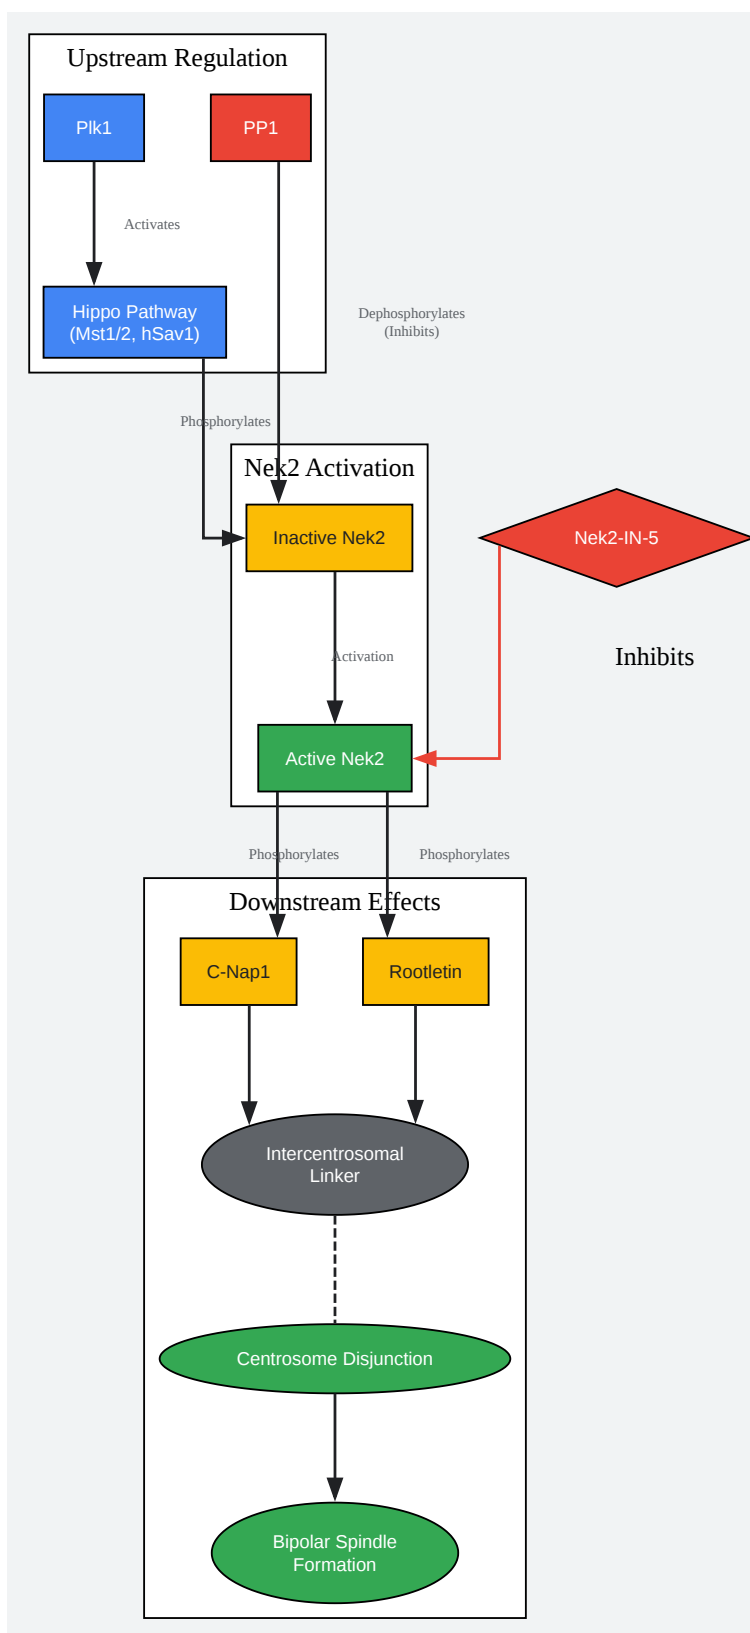 Upstream Regulation
Plk1
PP1
Activates
Hippo Pathway
(Mst1/2, hSav1)
Dephosphorylates
(Inhibits)
Phosphorylates
Nek2 Activation
Inactive Nek2
Nek2-IN-5
Activation
Inhibits
Active Nek2
Phosphorylates
Phosphorylates
Downstream Effects
C-Nap1
Rootletin
Intercentrosomal
Linker
Centrosome Disjunction
Bipolar Spindle
Formation